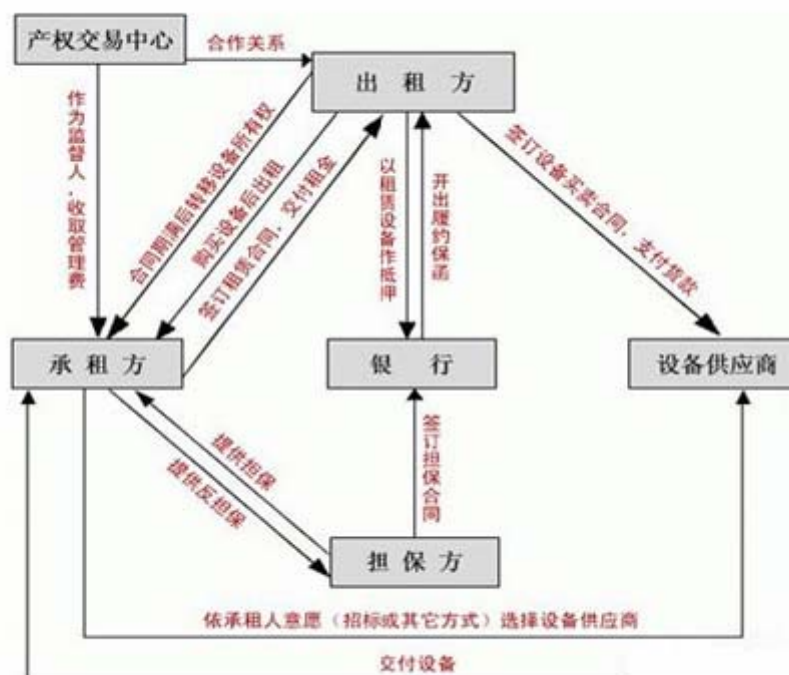 产权交易中心
合作关系
出租方
作为监督人，收取管理费
合同期满后转移设备所有权
购买设备后出租
签订租赁合同，交付租金
以租赁设备作抵押
开出履约保函
签订设备买卖合同，支付货款
承租方
银行
设备供应商
提供担保
提供反担保
签订担保合同
担保方
依承租人意愿（招标或其它方式）选择设备供应商
交付设备